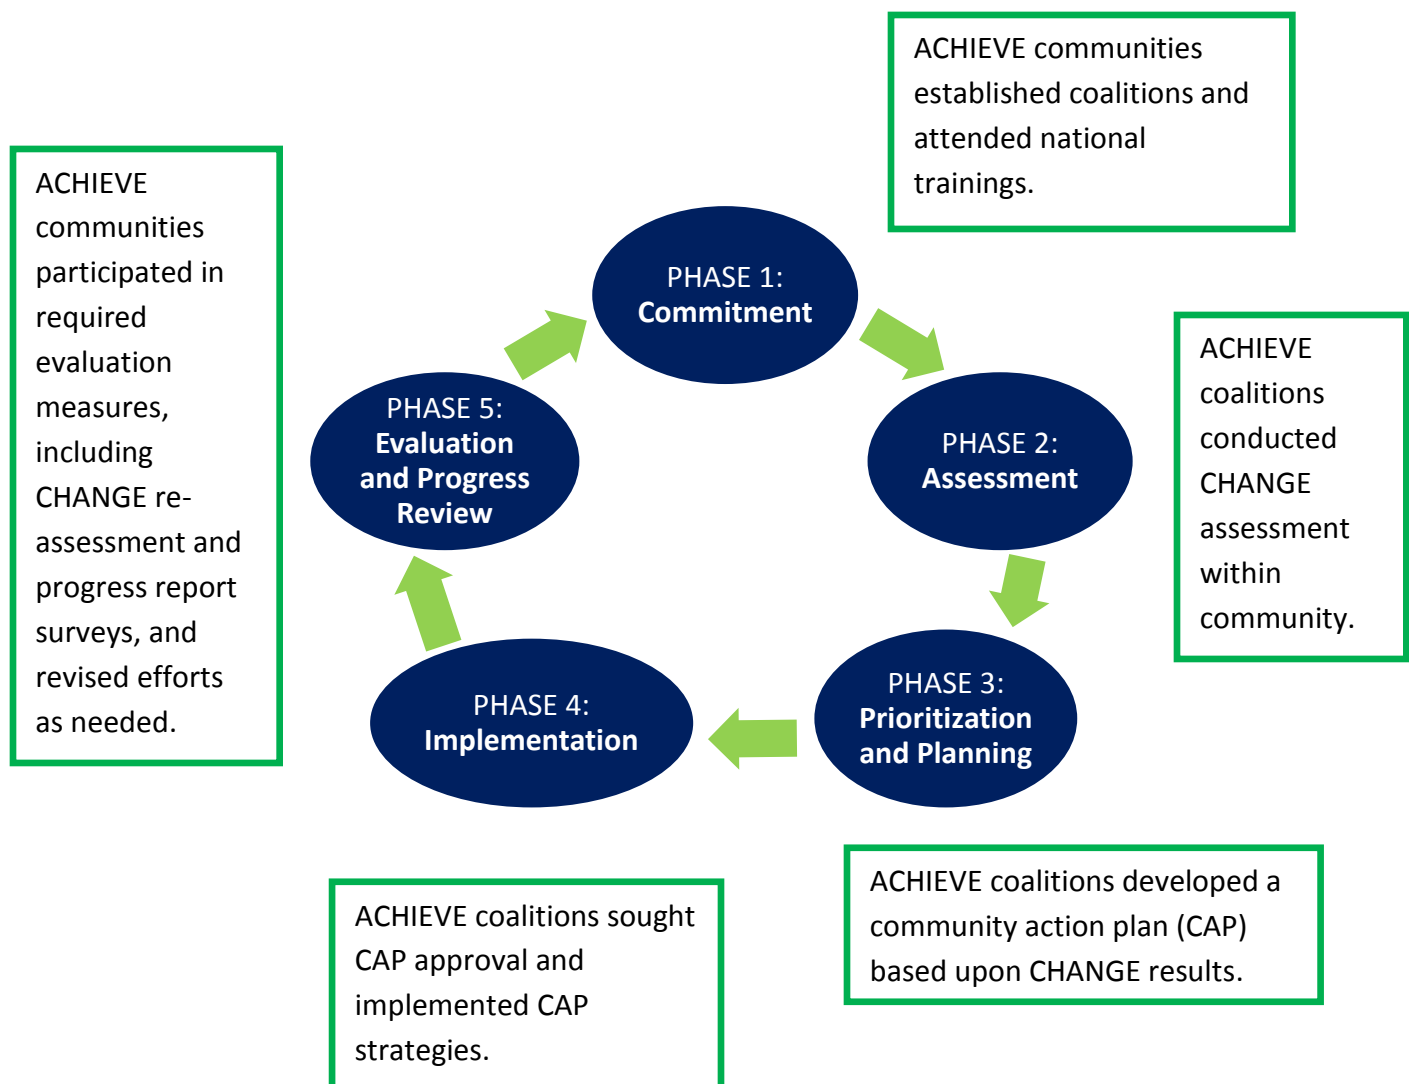 ACHIEVE communities
established coalitions and
attended national
trainings.
PHASE 1:
Commitment
ACHIEVE
coalitions
conducted
CHANGE
assessment
within
community.
PHASE 2:
Assessment
PHASE 3:
Prioritization
and Planning
ACHIEVE coalitions developed a
community action plan (CAP)
based upon CHANGE results.
PHASE 4:
Implementation
ACHIEVE coalitions sought
CAP approval and
implemented CAP
strategies.
PHASE 5:
Evaluation
and Progress
Review
ACHIEVE
communities
participated in
required
evaluation
measures,
including
CHANGE re-
assessment and
progress report
surveys, and
revised efforts
as needed.